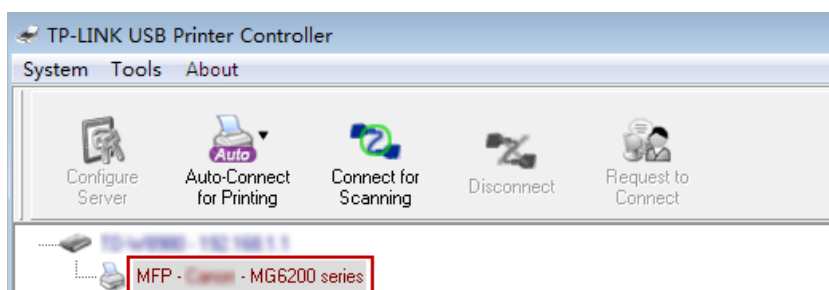 TP-LINK USB Printer Controller
System Tools About
Auto
Configure Server
Auto-Connect for Printing
Connect for Scanning
Disconnect
Request to Connect
MFP - - MG6200 series